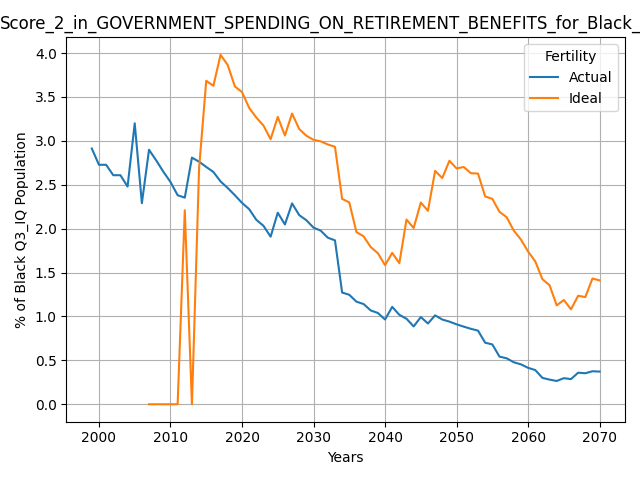 Score_2_in_GOVERNMENT_SPENDING_ON_RETIREMENT_BENEFITS_for_Black_
Fertility
Actual
Ideal
4.0
3.5
3.0
2.5
2.0
1.5
1.0
0.5
0.0
% of Black Q3_IQ Population
2000 2010 2020 2030 2040 2050 2060 2070
Years